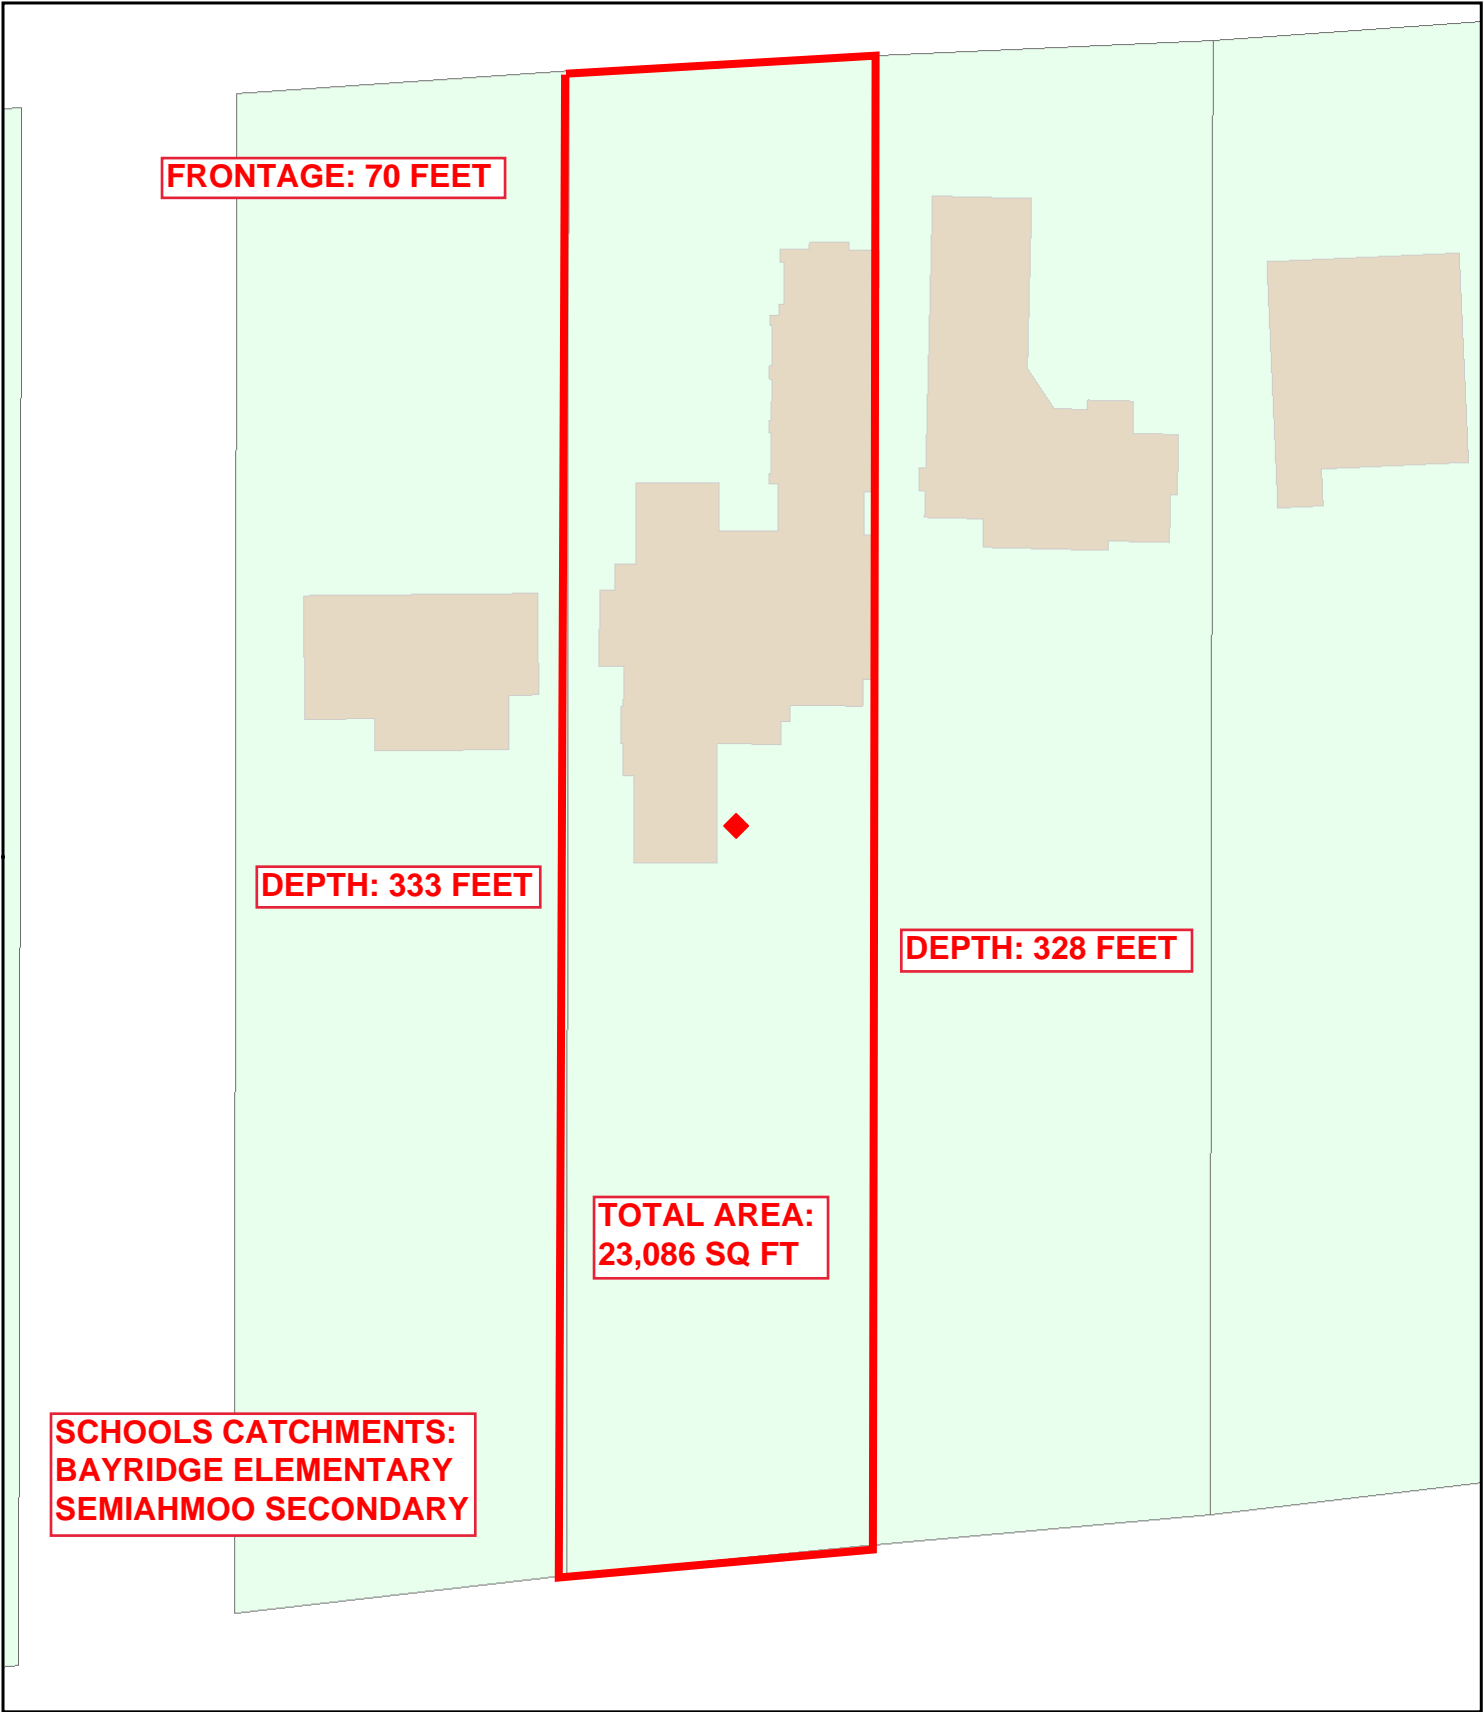 FRONTAGE: 70 FEET
DEPTH: 333 FEET
DEPTH: 328 FEET
TOTAL AREA:
23,086 SQ FT
SCHOOLS CATCHMENTS:
BAYRIDGE ELEMENTARY
SEMIAHMOO SECONDARY